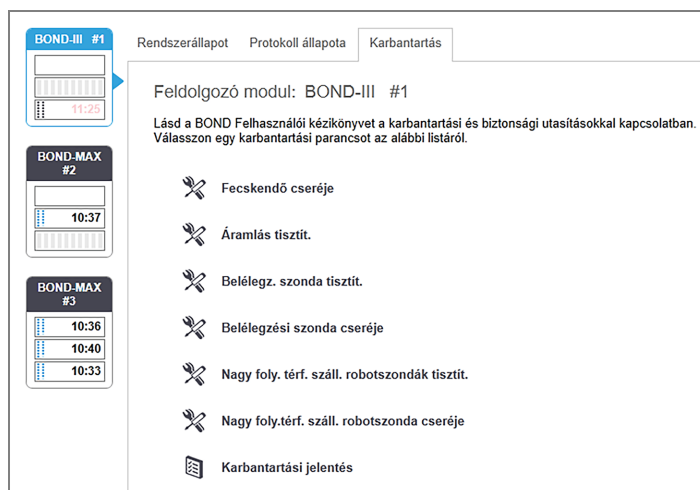 BOND-III #1
11:25
BOND-MAX
#2
10:37
BOND-MAX
#3
10:36
10:40
10:33
Rendszerállapot Protokoll állapota Karbantartás
Feldolgozó modul: BOND-III #1
Lásd a BOND Felhasználói kézikönyvet a karbantartási és biztonsági utasításokkal kapcsolatban.
Válasszon egy karbantartási parancsot az alábbi listáról.
Fecskendő cseréje
Áramlás tisztít.
Belélegz. szonda tisztít.
Belélegzési szonda cseréje
Nagy foly. térf. száll. robotszondák tisztít.
Nagy foly.térf. száll. robotszonda cseréje
Karbantartási jelentés